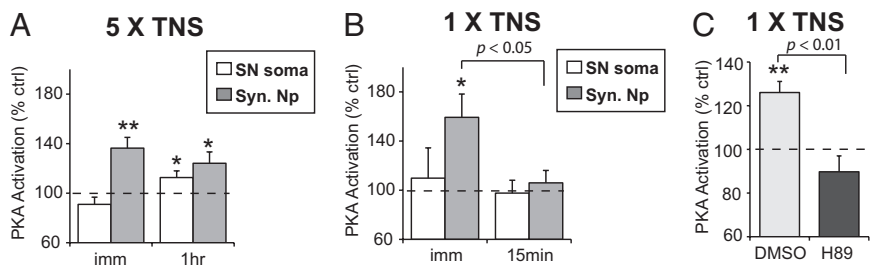 A
5 X TNS
SN soma
Syn. Np
PKA Activation (% ctrl)
180
140
100
60
**
*
*
imm
1hr
B
1 X TNS
p < 0.05
SN soma
Syn. Np
PKA Activation (% ctrl)
180
140
100
60
*
imm
15min
C
1 X TNS
p < 0.01
PKA Activation (% ctrl)
140
120
100
80
60
**
DMSO
H89